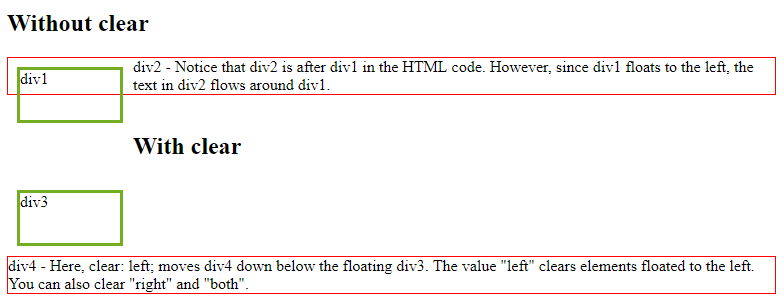 Without clear
div1
div2 - Notice that div2 is after div1 in the HTML code. However, since div1 floats to the left, the
text in div2 flows around div1.
With clear
div3
div4 - Here, clear: left; moves div4 down below the floating div3. The value "left" clears elements floated to the left.
You can also clear "right" and "both".